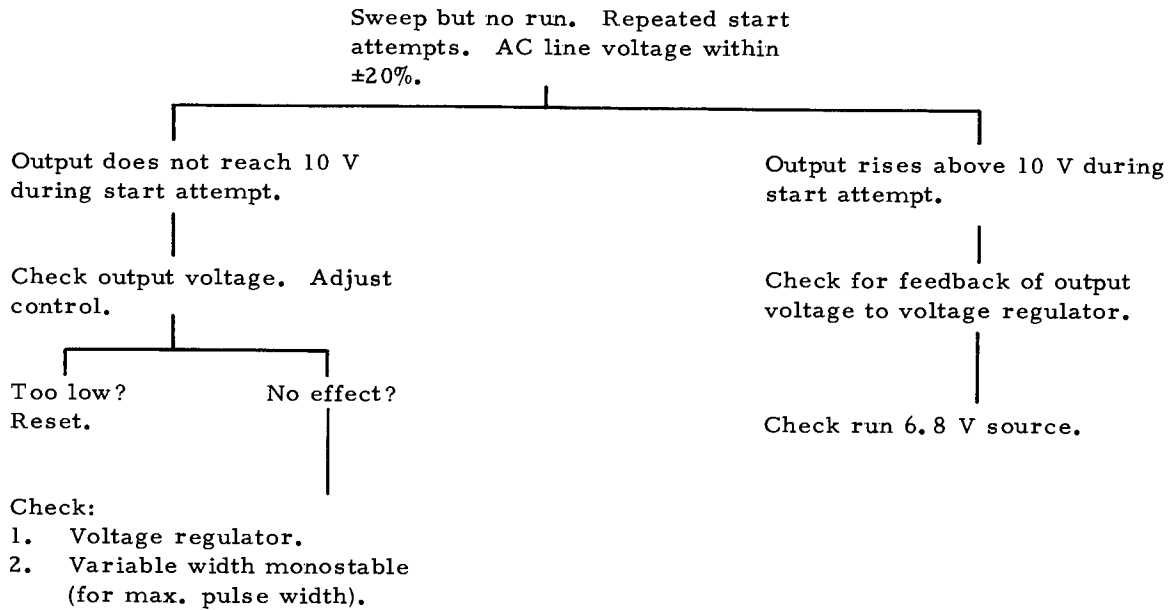 Sweep but no run. Repeated start
attempts. AC line voltage within
±20%.
Output does not reach 10 V
during start attempt.
Output rises above 10 V during
start attempt.
Check output voltage. Adjust
control.
Check for feedback of output
voltage to voltage regulator.
Too low?
Reset.
No effect?
Check run 6.8 V source.
Check:
1. Voltage regulator.
2. Variable width monostable
(for max. pulse width).